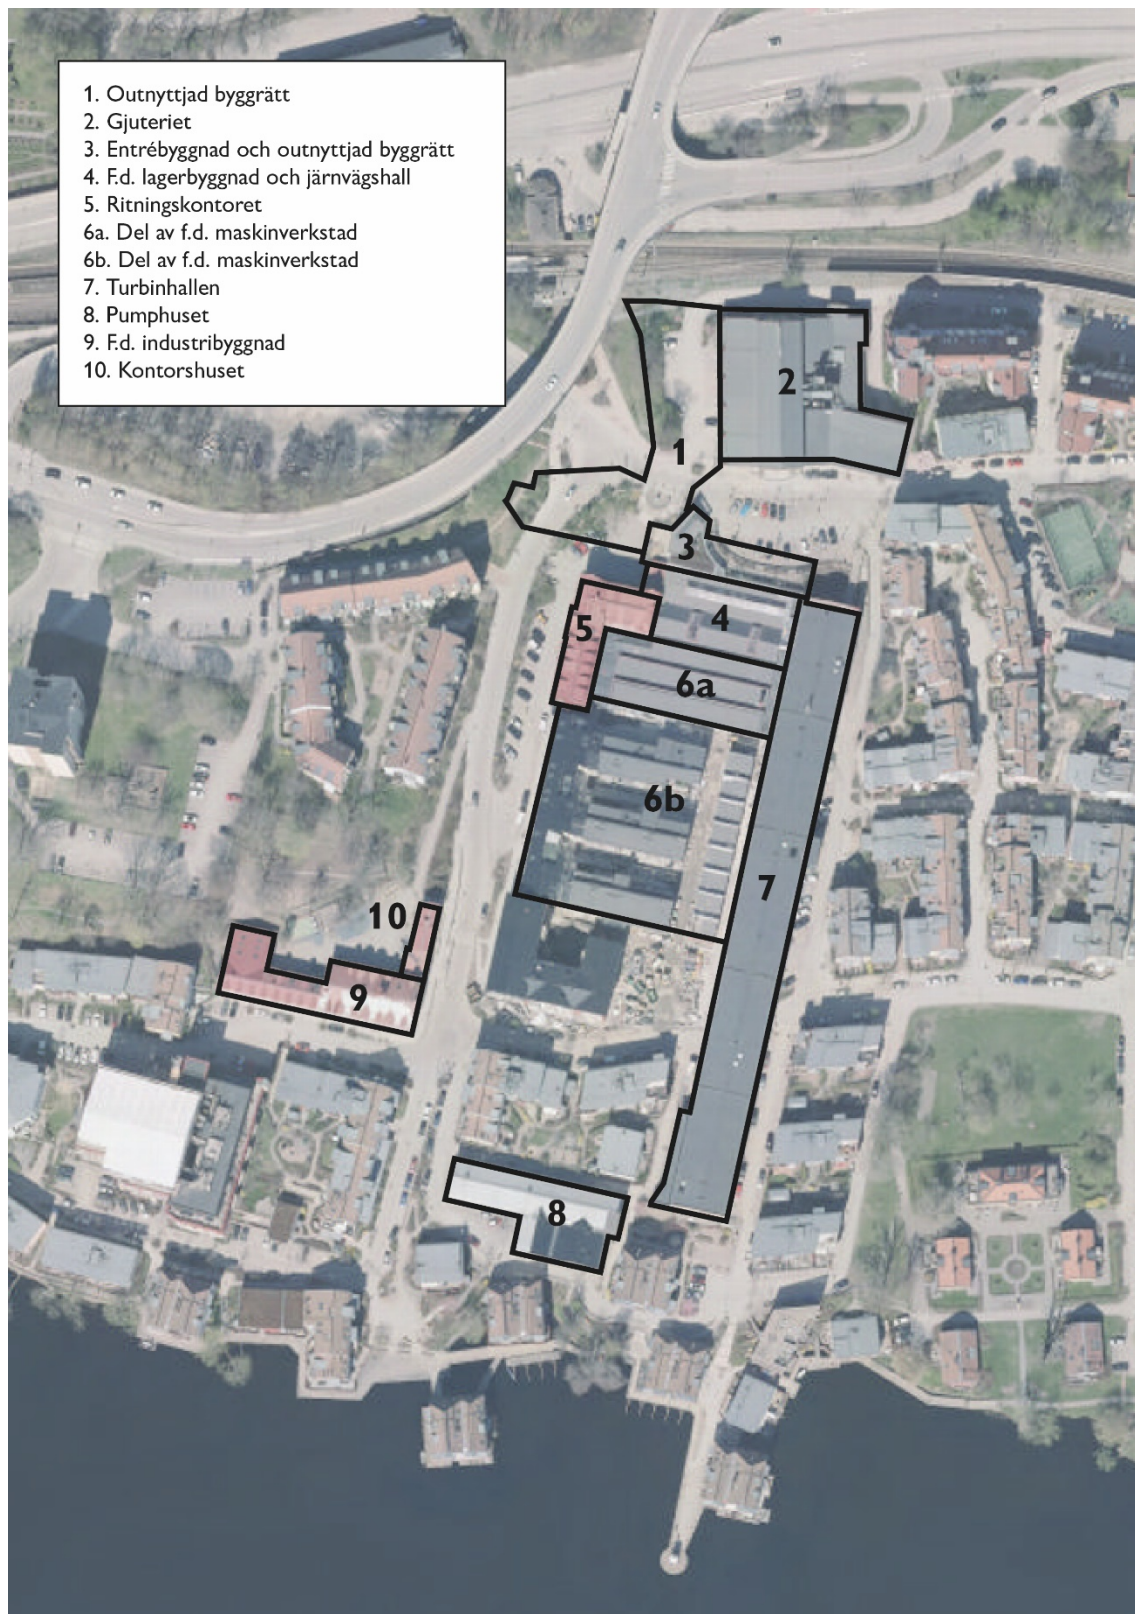 1. Outnyttjad byggrätt
2. Gjuteriet
3. Entrébyggnad och outnyttjad byggrätt
4. F.d. lagerbyggnad och järnvägshall
5. Ritningskontoret
6a. Del av f.d. maskinverkstad
6b. Del av f.d. maskinverkstad
7. Turbinhallen
8. Pumphuset
9. F.d. industribyggnad
10. Kontorshuset
2
1
3
4
5
6a
6b
7
10
9
8